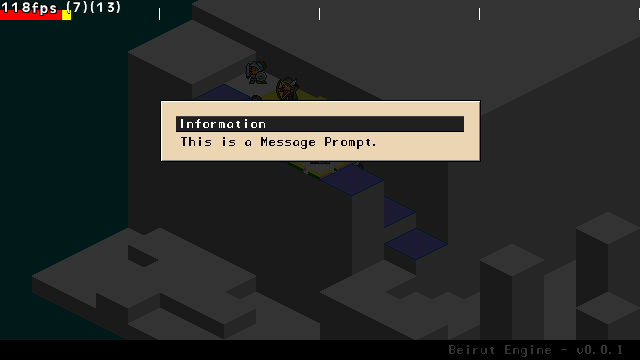 118fps (7)(13)
Information
This is a Message Prompt.
Beirut Engine - v0.0.1